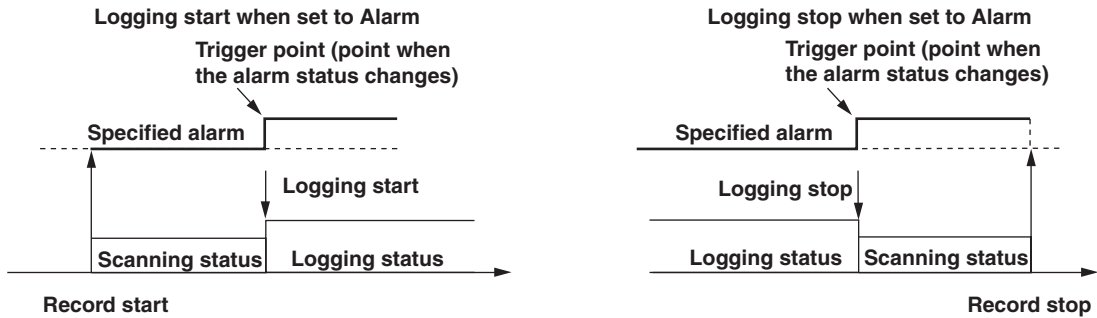 Logging start when set to Alarm
Trigger point (point when
the alarm status changes)
Specified alarm
Logging start
Scanning status
Logging status
Record start
Logging stop when set to Alarm
Trigger point (point when
the alarm status changes)
Specified alarm
Logging stop
Logging status
Scanning status
Record stop